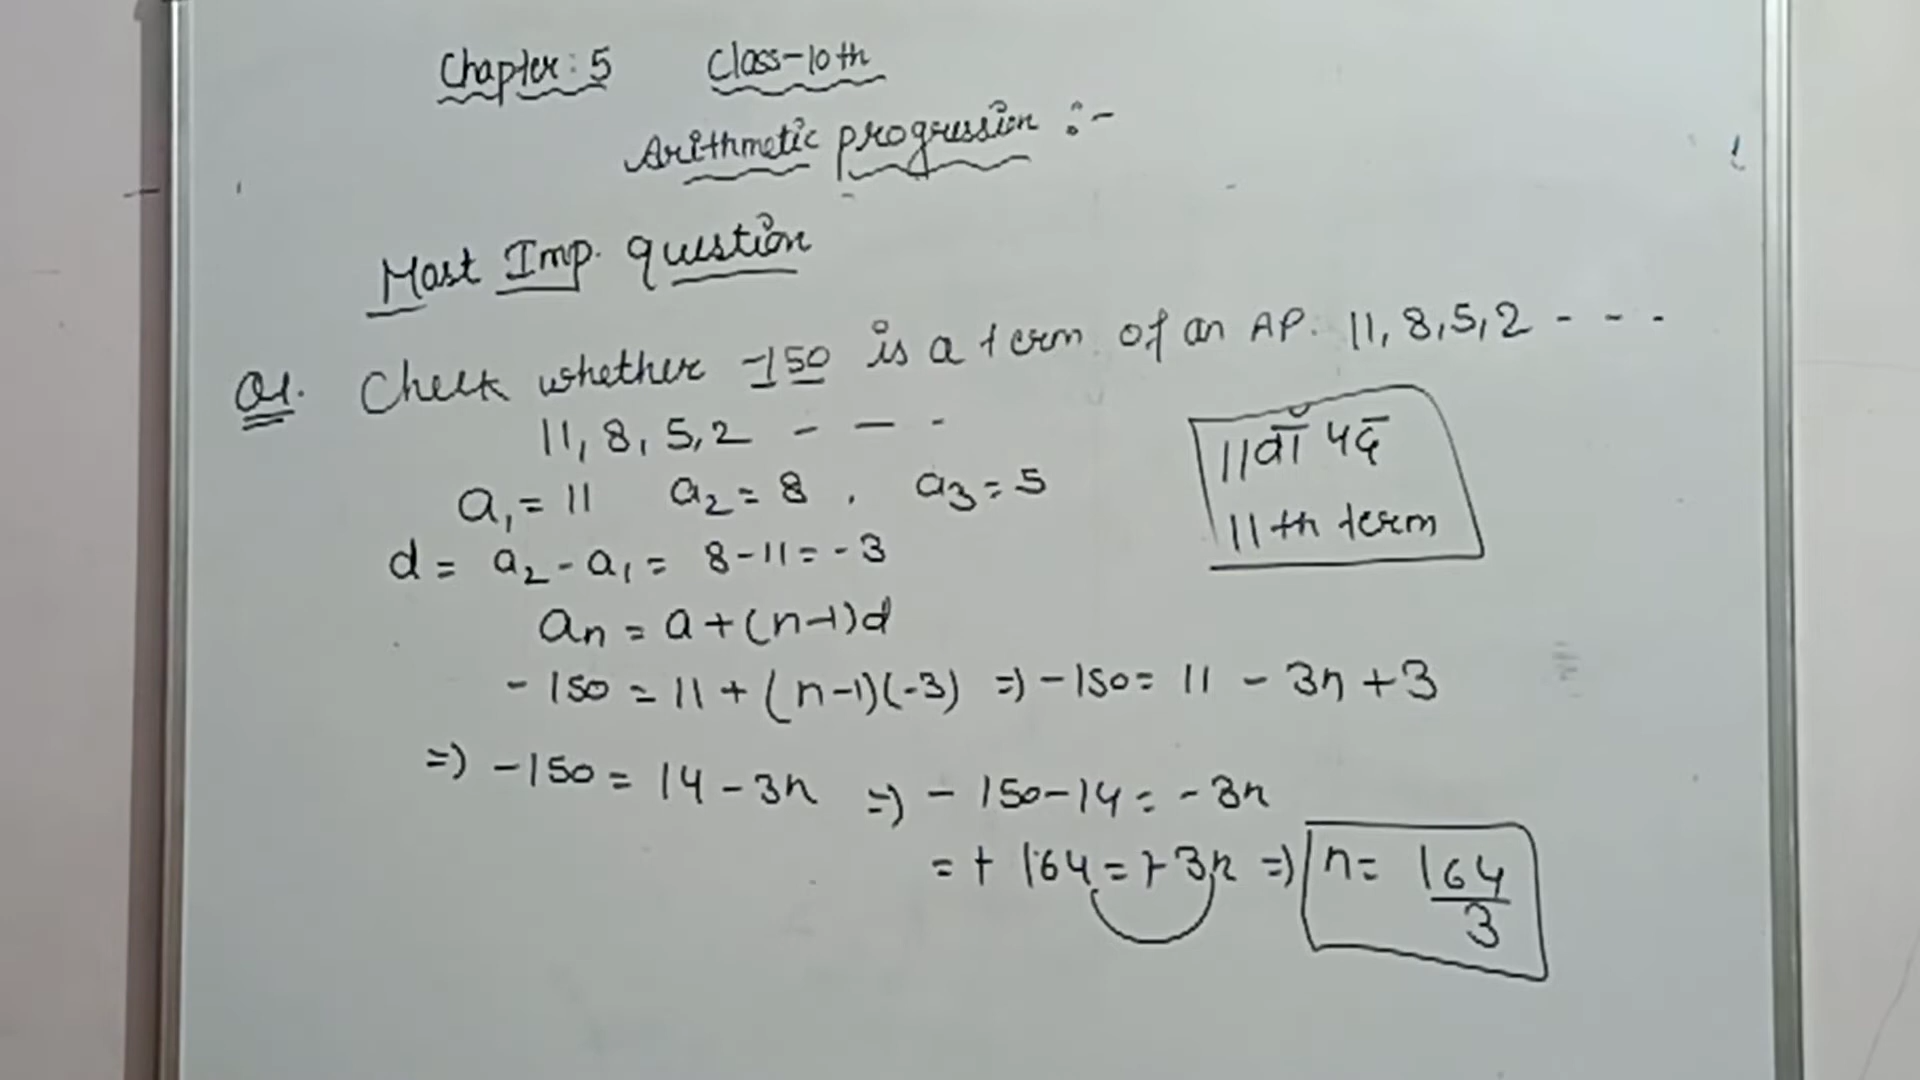 Chapter: 5 Class-10th
Arithmetic progression :-
Most Imp. question
Q1. Check whether -150 is a term of an AP. 11, 8, 5, 2 - - -
11, 8, 5, 2 - - -
a₁ = 11 a₂ = 8 , a₃ = 5
11वाँ पद
11th term
d = a₂ - a₁ = 8 - 11 = -3
an = a + (n-1)d
-150 = 11 + (n-1)(-3) => -150 = 11 - 3n + 3
=> -150 = 14 - 3n => -150 - 14 = -3n
= + 164 = + 3n => n = 164/3